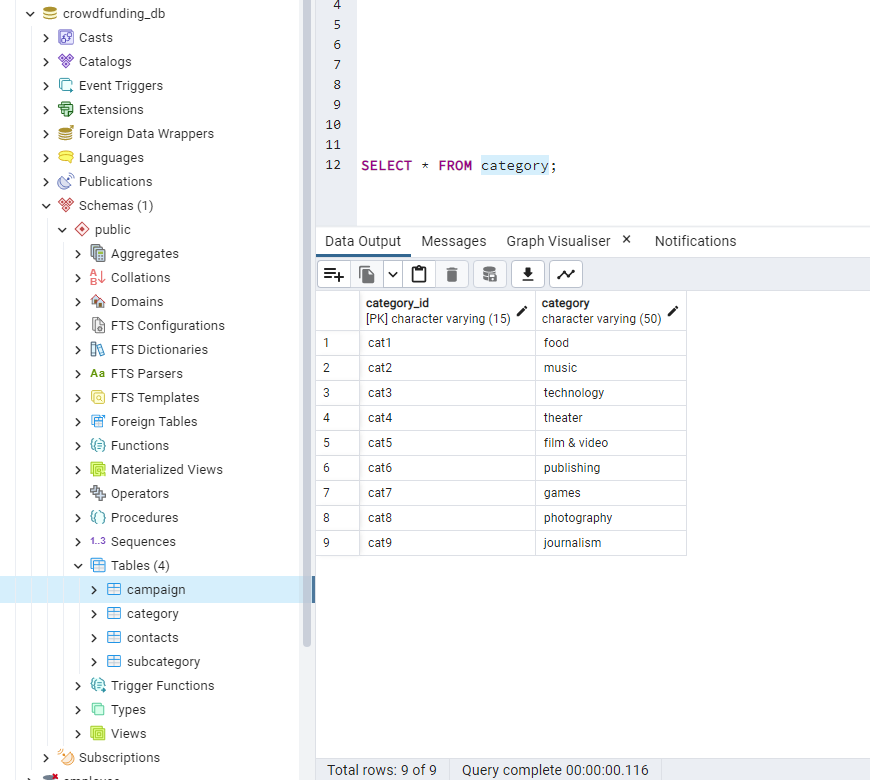 crowdfunding_db
Casts
Catalogs
Event Triggers
Extensions
Foreign Data Wrappers
Languages
Publications
Schemas (1)
public
Aggregates
Collations
Domains
FTS Configurations
FTS Dictionaries
Aa FTS Parsers
FTS Templates
Foreign Tables
Functions
Materialized Views
Operators
Procedures
1..3 Sequences
Tables (4)
campaign
category
contacts
subcategory
Trigger Functions
Types
Views
Subscriptions
4
5
6
7
8
9
10
11
12 SELECT * FROM category;
Data Output Messages Graph Visualiser × Notifications
category_id category
[PK] character varying (15) character varying (50)
1 cat1 food
2 cat2 music
3 cat3 technology
4 cat4 theater
5 cat5 film & video
6 cat6 publishing
7 cat7 games
8 cat8 photography
9 cat9 journalism
Total rows: 9 of 9 Query complete 00:00:00.116